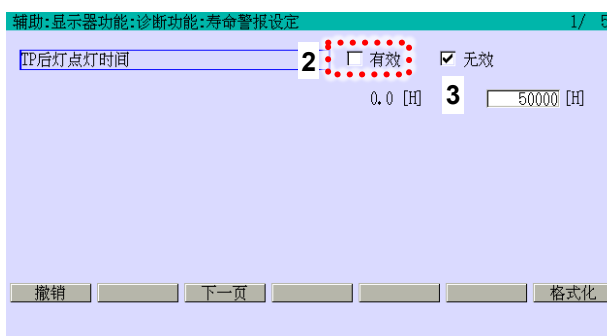 辅助:显示器功能:诊断功能:寿命警报设定 1/ 5
TP后灯点灯时间 2 有效 无效
0.0 [H] 3 50000 [H]
撤销 下一页 格式化